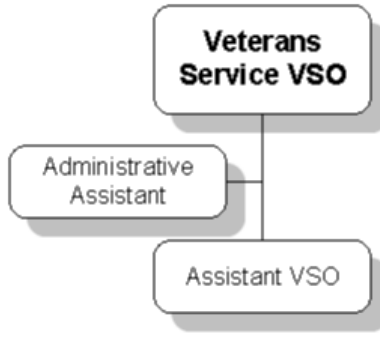 Veterans
Service VSO
Administrative
Assistant
Assistant VSO